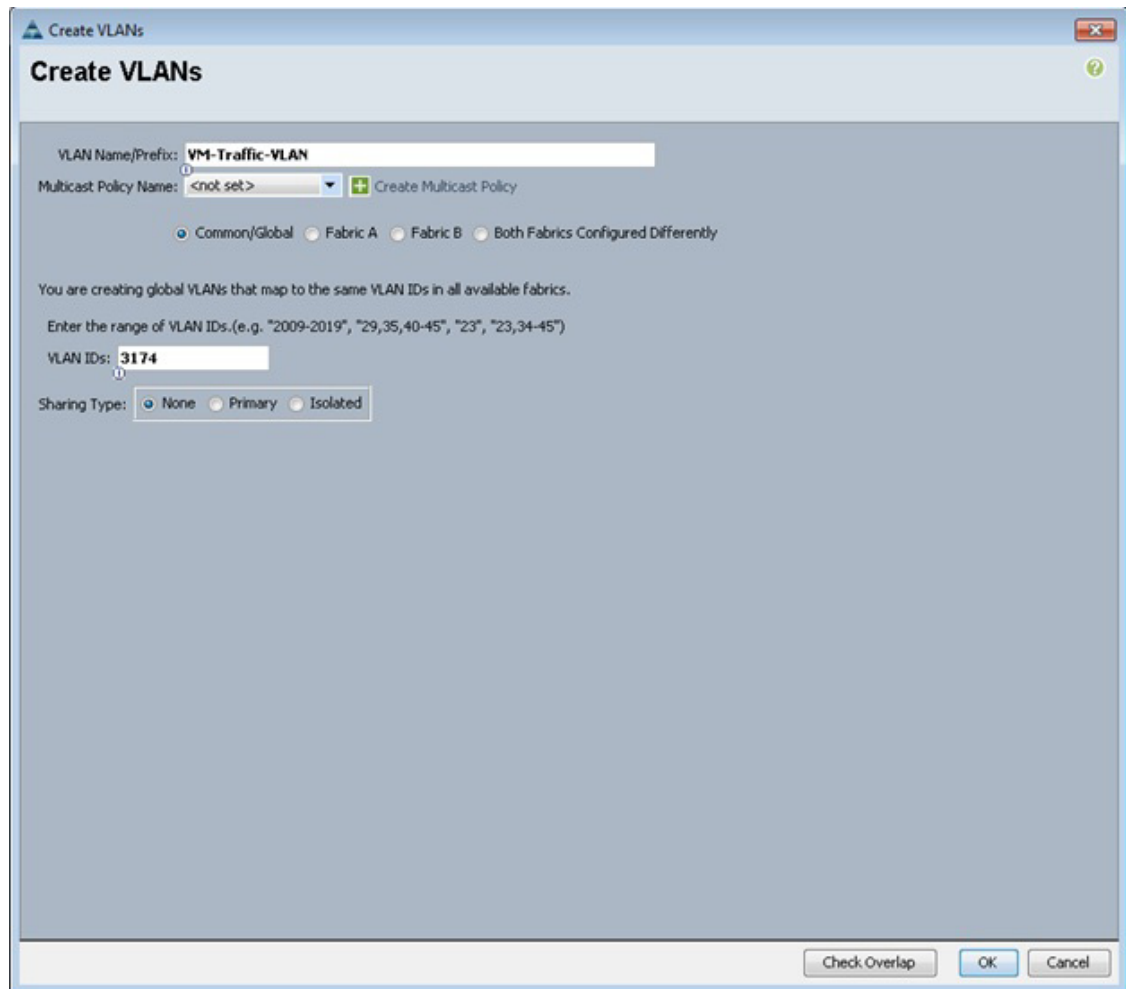 Create VLANs
Create VLANs
VLAN Name/Prefix: VM-Traffic-VLAN
Multicast Policy Name: <not set> Create Multicast Policy
Common/Global Fabric A Fabric B Both Fabrics Configured Differently
You are creating global VLANs that map to the same VLAN IDs in all available fabrics.
Enter the range of VLAN IDs.(e.g. "2009-2019", "29,35,40-45", "23", "23,34-45")
VLAN IDs: 3174
Sharing Type: None Primary Isolated
Check Overlap OK Cancel